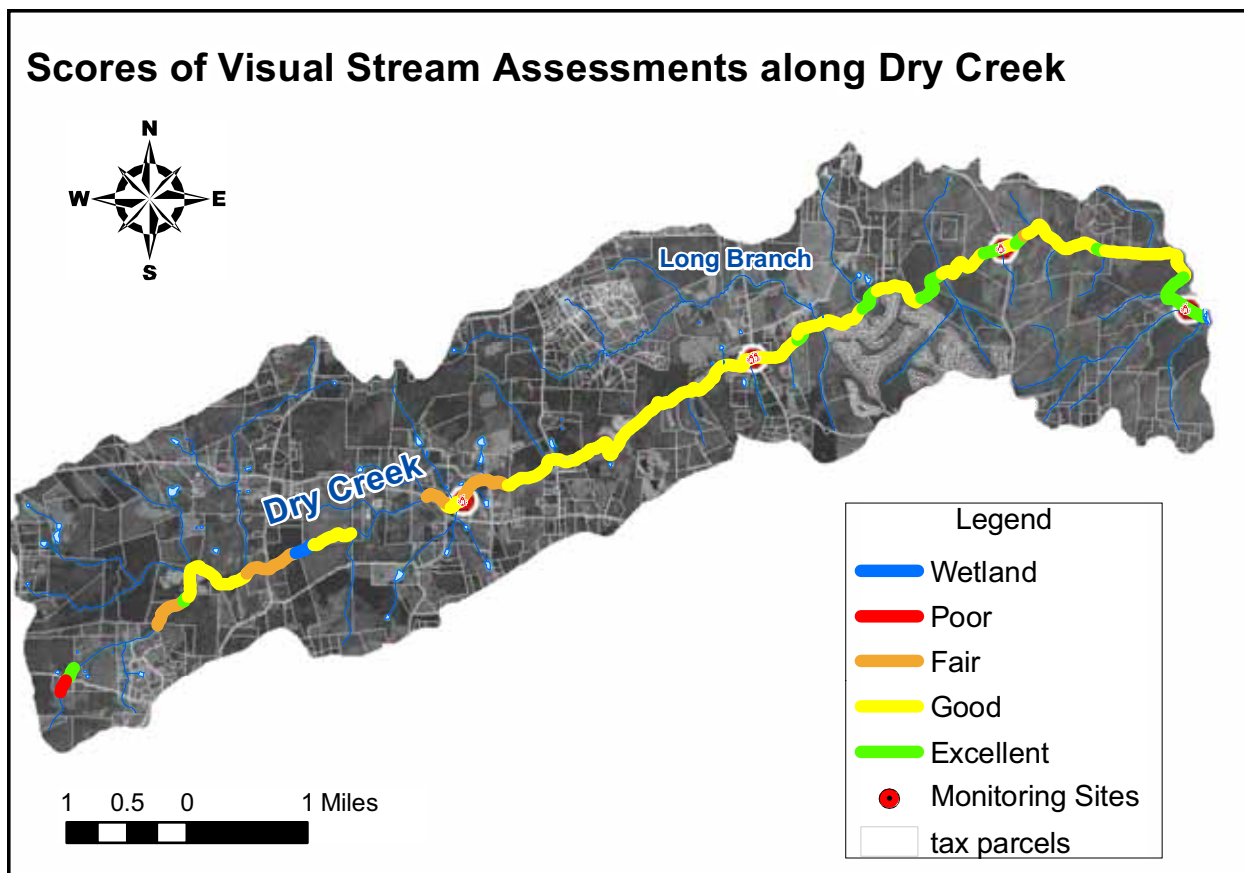 Scores of Visual Stream Assessments along Dry Creek
N
W E
S
Long Branch
Dry Creek
Legend
Wetland
Poor
Fair
Good
Excellent
Monitoring Sites
tax parcels
1 0.5 0 1 Miles